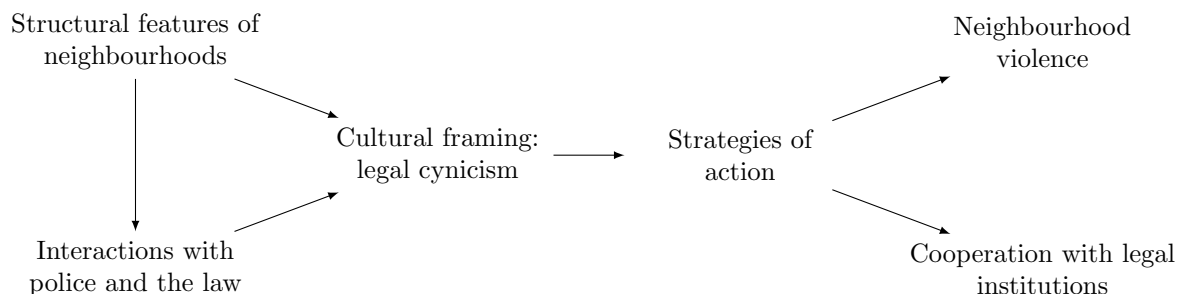 Structural features of
neighbourhoods
Neighbourhood
violence
Cultural framing:
legal cynicism
Strategies of
action
Interactions with
police and the law
Cooperation with legal
institutions